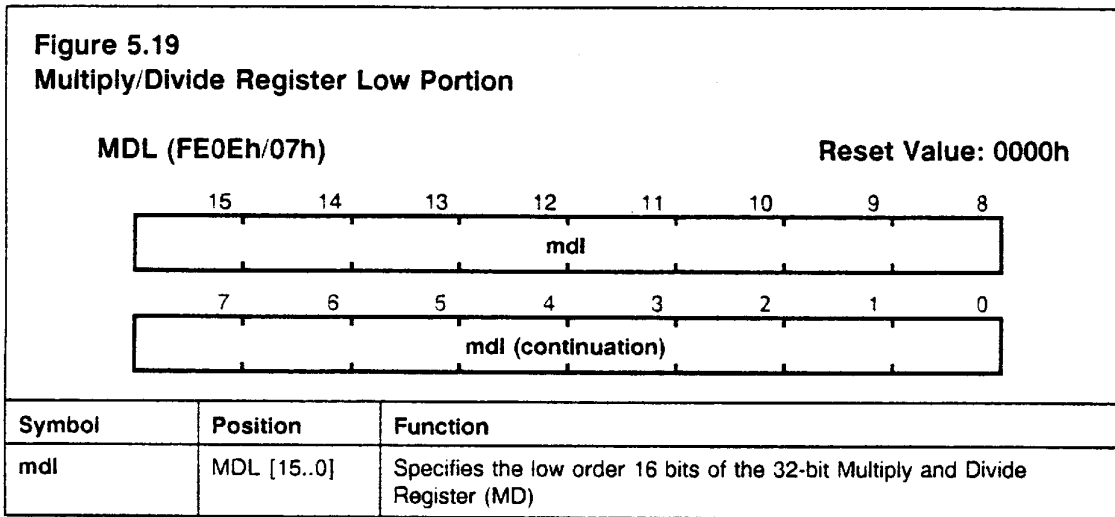 Figure 5.19
Multiply/Divide Register Low Portion
MDL (FE0Eh/07h) Reset Value: 0000h
15 14 13 12 11 10 9 8
mdl
7 6 5 4 3 2 1 0
mdl (continuation)
Symbol Position Function
mdl MDL [15..0] Specifies the low order 16 bits of the 32-bit Multiply and Divide
Register (MD)